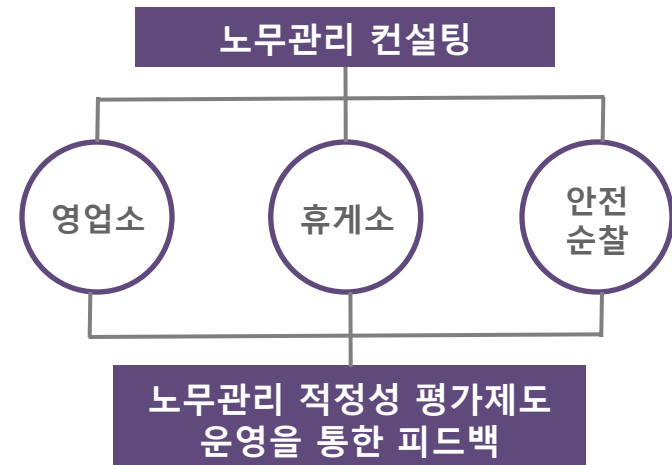 노무관리 컨설팅
영업소
휴게소
안전
순찰
노무관리 적정성 평가제도
운영을 통한 피드백